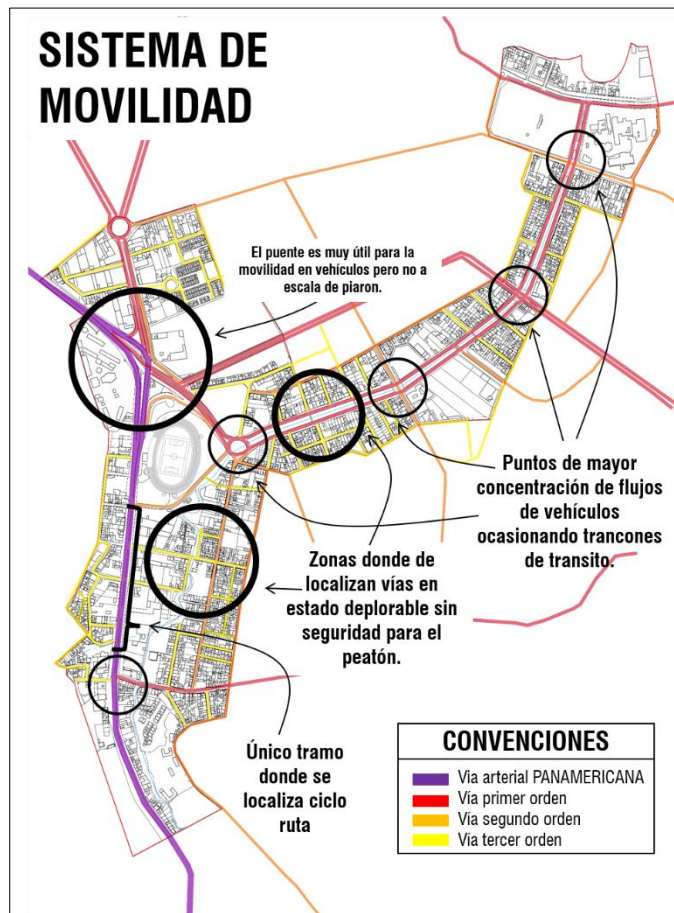 SISTEMA DE
MOVILIDAD
El puente es muy útil para la
movilidad en vehículos pero no a
escala de piaron.
Puntos de mayor
concentración de flujos
de vehículos
ocasionando trancones
de transito.
Zonas donde de
localizan vías en
estado deplorable sin
seguridad para el
peatón.
Único tramo
donde se
localiza ciclo
ruta
CONVENCIONES
Via arterial PANAMERICANA
Vía primer orden
Vía segundo orden
Vía tercer orden